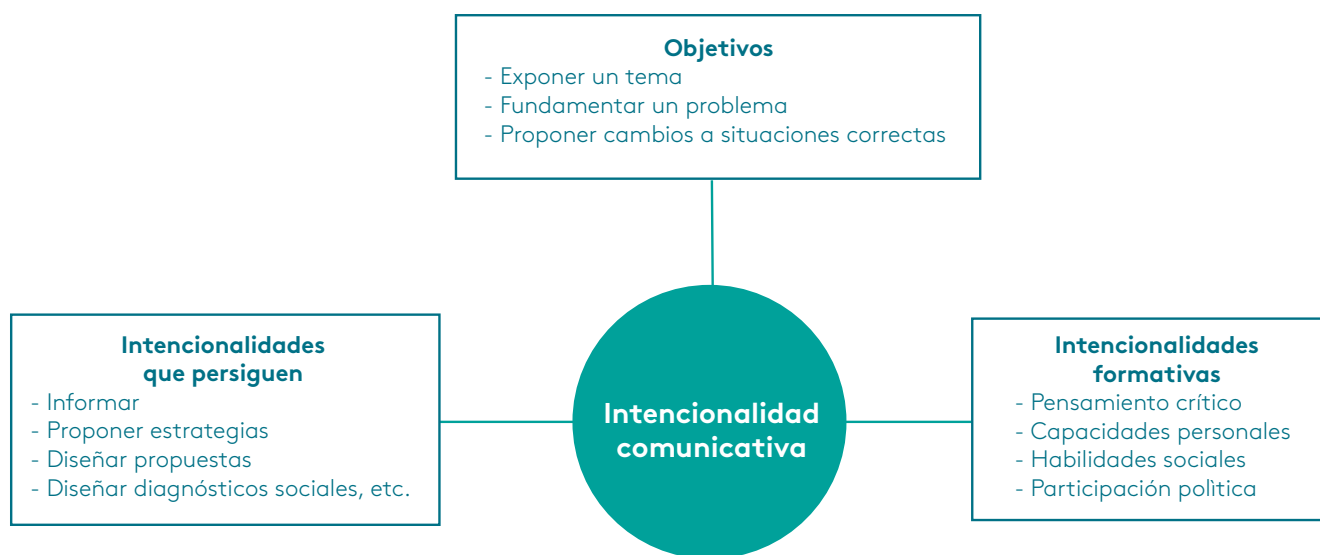 Objetivos
- Exponer un tema
- Fundamentar un problema
- Proponer cambios a situaciones correctas
Intencionalidades
que persiguen
- Informar
- Proponer estrategias
- Diseñar propuestas
- Diseñar diagnósticos sociales, etc.
Intencionalidad
comunicativa
Intencionalidades
formativas
- Pensamiento crítico
- Capacidades personales
- Habilidades sociales
- Participación polìtica